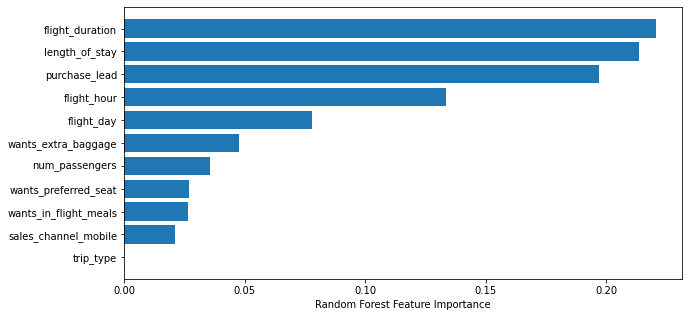 flight_duration
length_of_stay
purchase_lead
flight_hour
flight_day
wants_extra_baggage
num_passengers
wants_preferred_seat
wants_in_flight_meals
sales_channel_mobile
trip_type
0.00 0.05 0.10 0.15 0.20
Random Forest Feature Importance